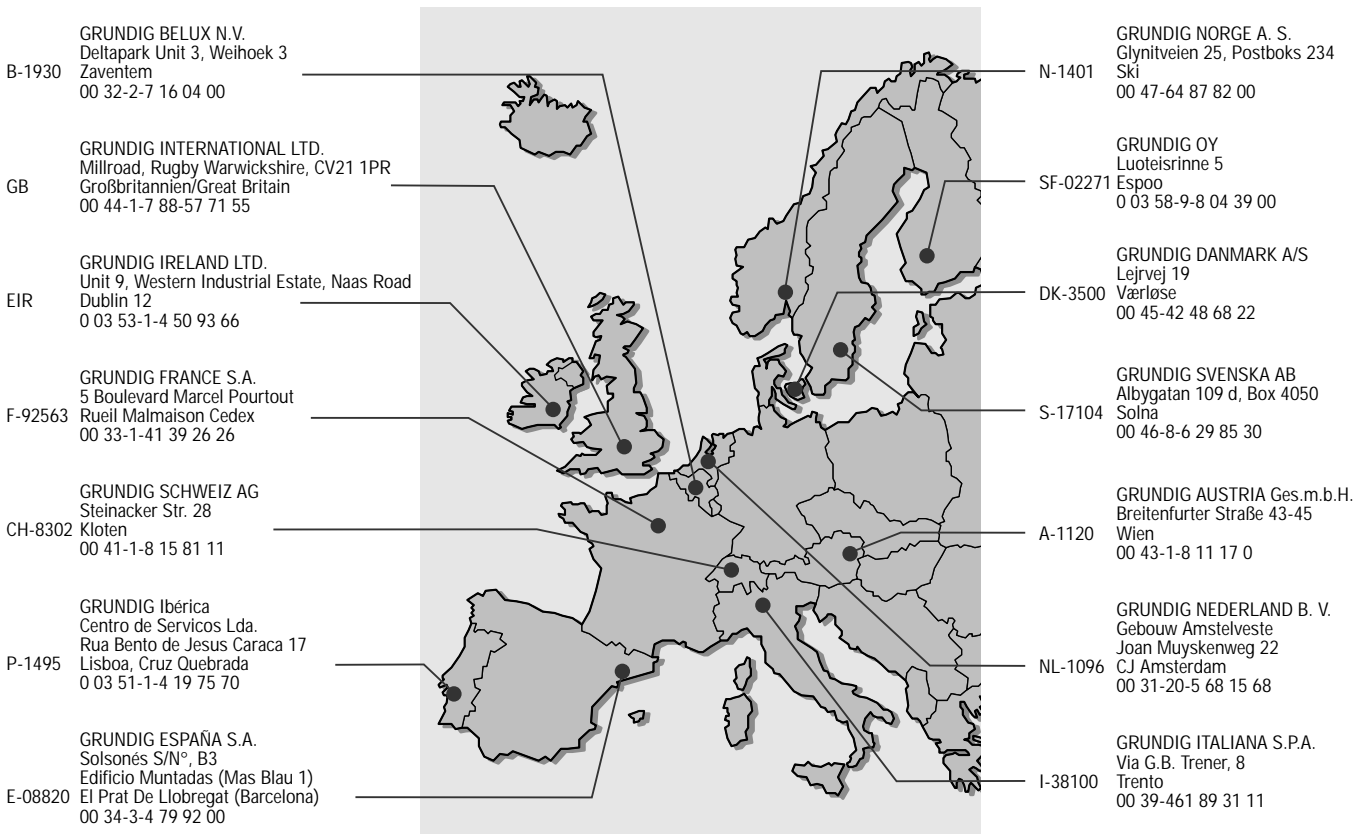 GRUNDIG BELUX N.V.
Deltapark Unit 3, Weihoek 3
B-1930 Zaventem
00 32-2-7 16 04 00
GRUNDIG INTERNATIONAL LTD.
Millroad, Rugby Warwickshire, CV21 1PR
GB Großbritannien/Great Britain
00 44-1-7 88-57 71 55
GRUNDIG IRELAND LTD.
Unit 9, Western Industrial Estate, Naas Road
EIR Dublin 12
0 03 53-1-4 50 93 66
GRUNDIG FRANCE S.A.
5 Boulevard Marcel Pourtout
F-92563 Rueil Malmaison Cedex
00 33-1-41 39 26 26
GRUNDIG SCHWEIZ AG
Steinacker Str. 28
CH-8302 Kloten
00 41-1-8 15 81 11
GRUNDIG Ibérica
Centro de Servicos Lda.
Rua Bento de Jesus Caraca 17
P-1495 Lisboa, Cruz Quebrada
0 03 51-1-4 19 75 70
GRUNDIG ESPAÑA S.A.
Solsonés S/N°, B3
Edificio Muntadas (Mas Blau 1)
E-08820 El Prat De Llobregat (Barcelona)
00 34-3-4 79 92 00
GRUNDIG NORGE A. S.
Glynitveien 25, Postboks 234
N-1401 Ski
00 47-64 87 82 00
GRUNDIG OY
Luoteisrinne 5
SF-02271 Espoo
0 03 58-9-8 04 39 00
GRUNDIG DANMARK A/S
Lejrvej 19
DK-3500 Værløse
00 45-42 48 68 22
GRUNDIG SVENSKA AB
Albygatan 109 d, Box 4050
S-17104 Solna
00 46-8-6 29 85 30
GRUNDIG AUSTRIA Ges.m.b.H.
Breitenfurter Straße 43-45
A-1120 Wien
00 43-1-8 11 17 0
GRUNDIG NEDERLAND B. V.
Gebouw Amstelveste
Joan Muyskenweg 22
NL-1096 CJ Amsterdam
00 31-20-5 68 15 68
GRUNDIG ITALIANA S.P.A.
Via G.B. Trener, 8
I-38100 Trento
00 39-461 89 31 11